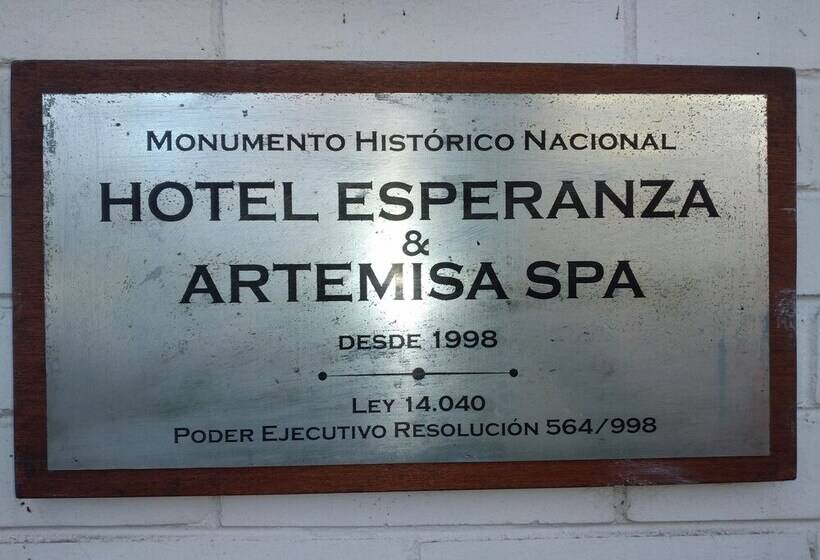 MONUMENTO HISTÓRICO NACIONAL
HOTEL ESPERANZA
&
ARTEMISA SPA
DESDE 1998
LEY 14.040
PODER EJECUTIVO RESOLUCIÓN 564/998